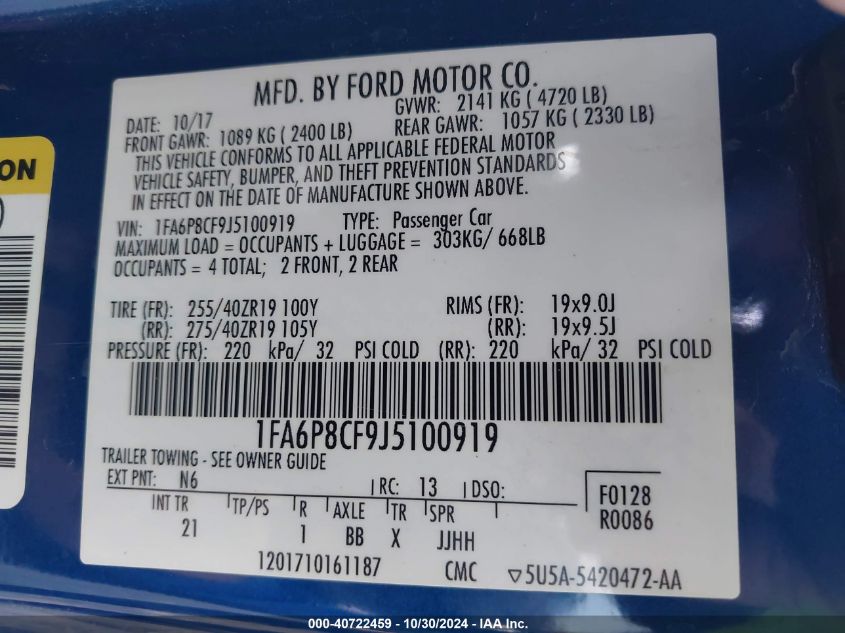 MFD. BY FORD MOTOR CO.
DATE: 10/17 GVWR: 2141 KG ( 4720 LB)
FRONT GAWR: 1089 KG ( 2400 LB) REAR GAWR: 1057 KG ( 2330 LB)
THIS VEHICLE CONFORMS TO ALL APPLICABLE FEDERAL MOTOR
VEHICLE SAFETY, BUMPER, AND THEFT PREVENTION STANDARDS
IN EFFECT ON THE DATE OF MANUFACTURE SHOWN ABOVE.
VIN: 1FA6P8CF9J5100919 TYPE: Passenger Car
MAXIMUM LOAD = OCCUPANTS + LUGGAGE = 303KG/ 668LB
OCCUPANTS = 4 TOTAL; 2 FRONT, 2 REAR
TIRE (FR): 255/40ZR19 100Y RIMS (FR): 19x9.0J
(RR): 275/40ZR19 105Y (RR): 19x9.5J
PRESSURE (FR): 220 kPa/ 32 PSI COLD (RR): 220 kPa/ 32 PSI COLD
1FA6P8CF9J5100919
TRAILER TOWING - SEE OWNER GUIDE
EXT PNT: N6 RC: 13 DSO:
F0128
R0086
INT TR TP/PS R AXLE TR SPR
21 1 BB X JJHH
1201710161187 CMC ▽5U5A-5420472-AA
ON
000-40722459 - 10/30/2024 - IAA Inc.